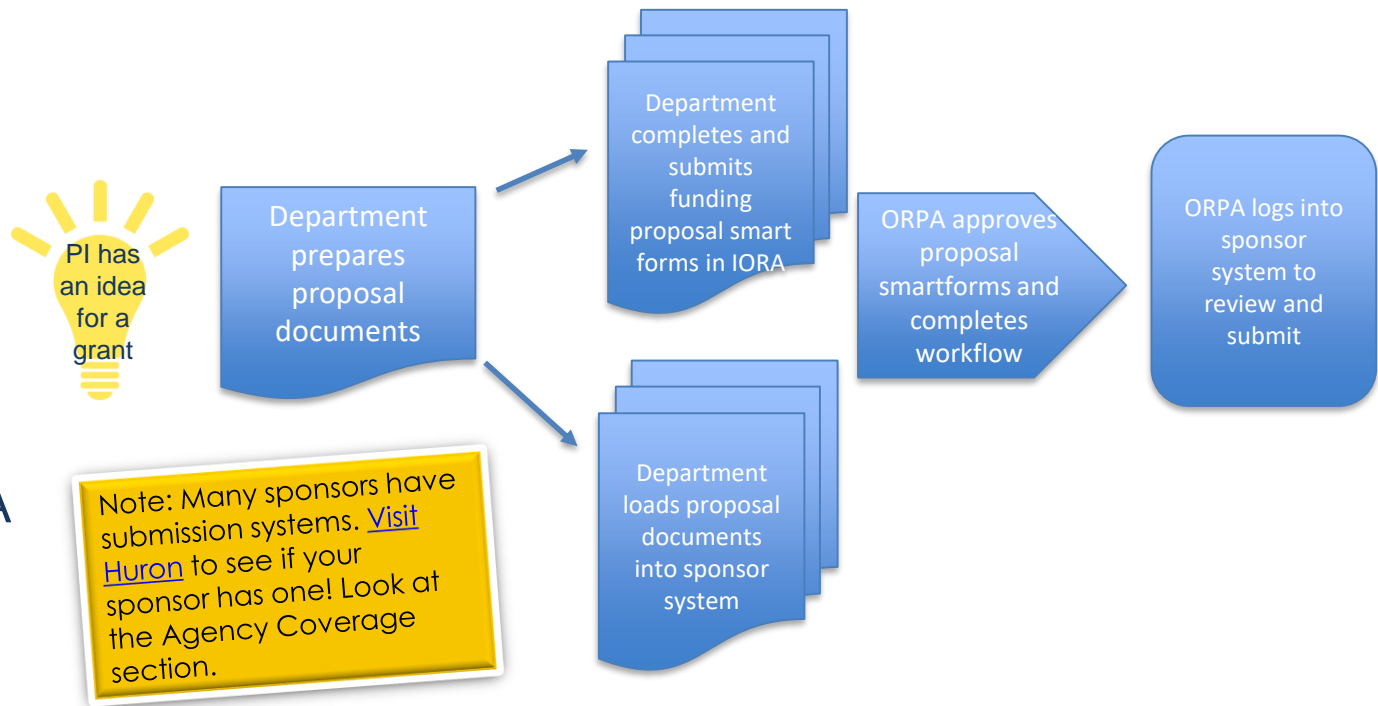 PI has
an idea
for a
grant
Department
prepares
proposal
documents
Department
completes and
submits
funding
proposal smart
forms in IORA
Department
loads proposal
documents
into sponsor
system
ORPA approves
proposal
smartforms and
completes
workflow
ORPA logs into
sponsor
system to
review and
submit
A
Note: Many sponsors have
submission systems. Visit
Huron to see if your
sponsor has one! Look at
the Agency Coverage
section.